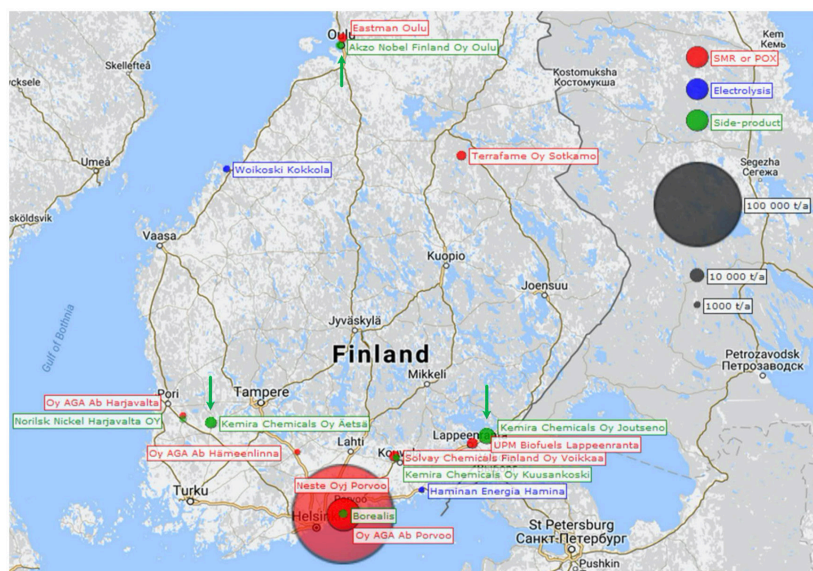 Eastman Oulu
Oulu
Akzo Nobel Finland Oy Oulu
Kem
Кемь
SMR or POX
Skellefteå
Kostomuksha
Костомукша
Electrolysis
Side-product
Terrafame Oy Sotkamo
Umeå
Woikoski Kokkola
Segezha
Сегежа
100 000 t/a
Vaasa
Kuopio
10 000 t/a
Joensuu
1000 t/a
Gulf of Bothnia
Jyväskylä
Finland
Petrozavodsk
Петрозаводск
Mikkeli
Pori
Tampere
Oy AGA Ab Harjavalta
Norilsk Nickel Harjavalta OY
Kemira Chemicals Oy Äetsä
Kemira Chemicals Oy Joutseno
UPM Biofuels Lappeenranta
Lahti
Oy AGA Ab Hämeenlinna
Solvay Chemicals Finland Oy Voikkaa
Kemira Chemicals Oy Kuusankoski
Neste Oyj Porvoo
Haminan Energia Hamina
Turku
Borealis
Oy AGA Ab Porvoo
St Petersburg
Санкт-Петербург
Pushkin